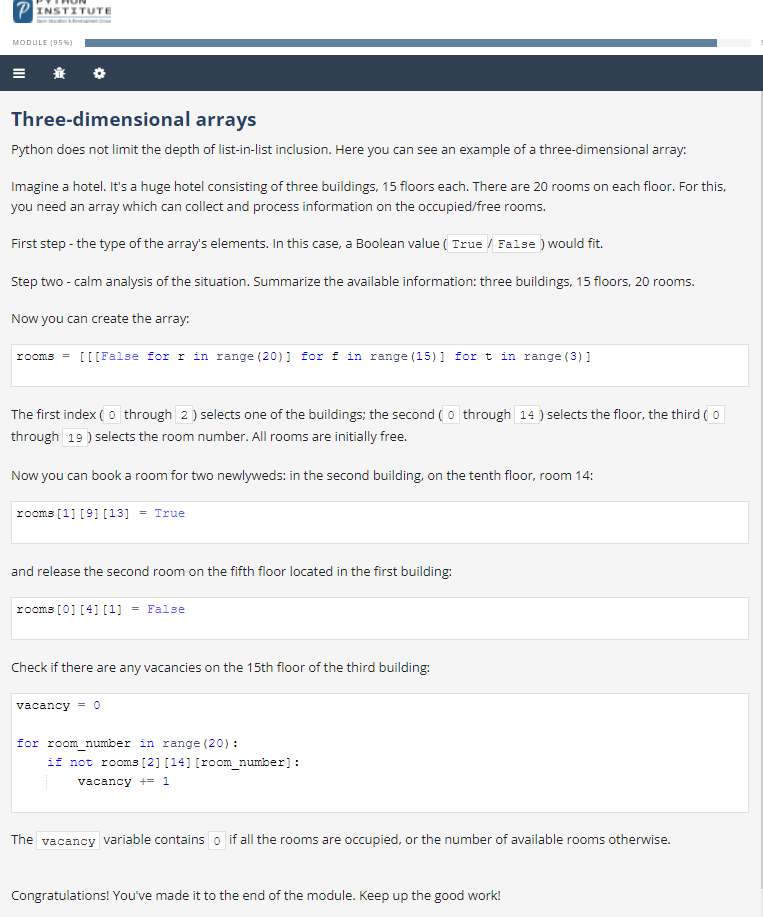 PYTHON
INSTITUTE
Open Education & Development Group
MODULE (95%)
Three-dimensional arrays
Python does not limit the depth of list-in-list inclusion. Here you can see an example of a three-dimensional array:
Imagine a hotel. It's a huge hotel consisting of three buildings, 15 floors each. There are 20 rooms on each floor. For this,
you need an array which can collect and process information on the occupied/free rooms.
First step - the type of the array's elements. In this case, a Boolean value ( True / False ) would fit.
Step two - calm analysis of the situation. Summarize the available information: three buildings, 15 floors, 20 rooms.
Now you can create the array:
rooms = [[[False for r in range(20)] for f in range(15)] for t in range(3)]
The first index ( 0 through 2 ) selects one of the buildings; the second ( 0 through 14 ) selects the floor, the third ( 0
through 19 ) selects the room number. All rooms are initially free.
Now you can book a room for two newlyweds: in the second building, on the tenth floor, room 14:
rooms[1][9][13] = True
and release the second room on the fifth floor located in the first building:
rooms[0][4][1] = False
Check if there are any vacancies on the 15th floor of the third building:
vacancy = 0
for room_number in range(20):
if not rooms[2][14][room_number]:
vacancy += 1
The vacancy variable contains 0 if all the rooms are occupied, or the number of available rooms otherwise.
Congratulations! You've made it to the end of the module. Keep up the good work!